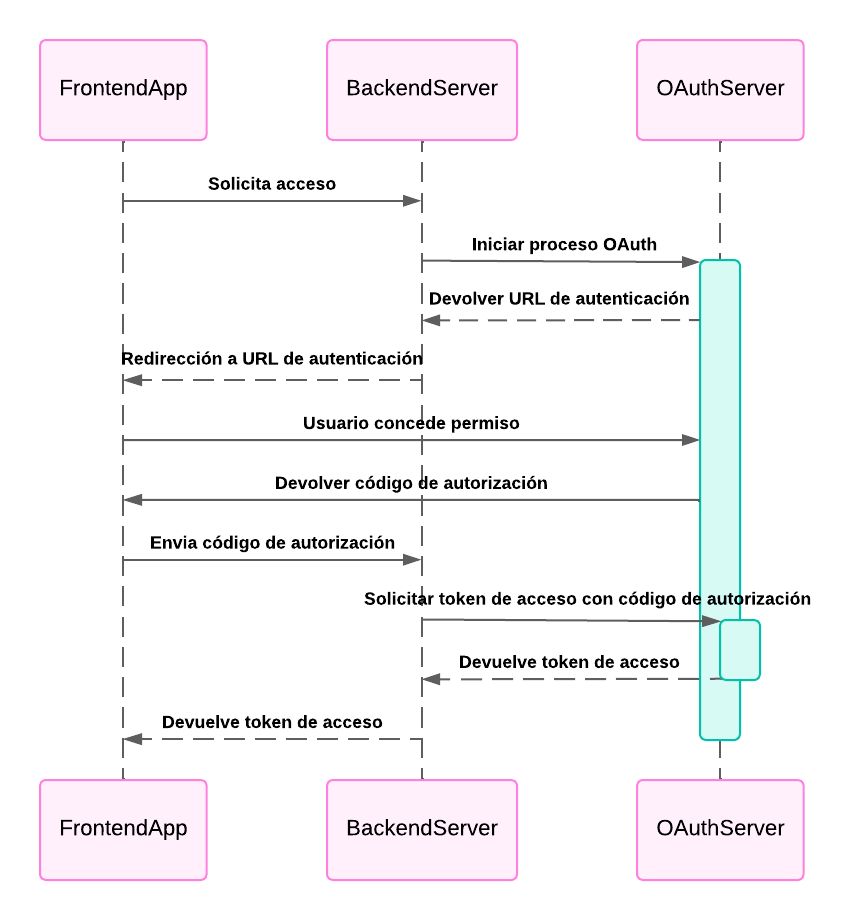 FrontendApp
BackendServer
OAuthServer
Solicita acceso
Iniciar proceso OAuth
Devolver URL de autenticación
Redirección a URL de autenticación
Usuario concede permiso
Devolver código de autorización
Envia código de autorización
Solicitar token de acceso con código de autorización
Devuelve token de acceso
Devuelve token de acceso
FrontendApp
BackendServer
OAuthServer